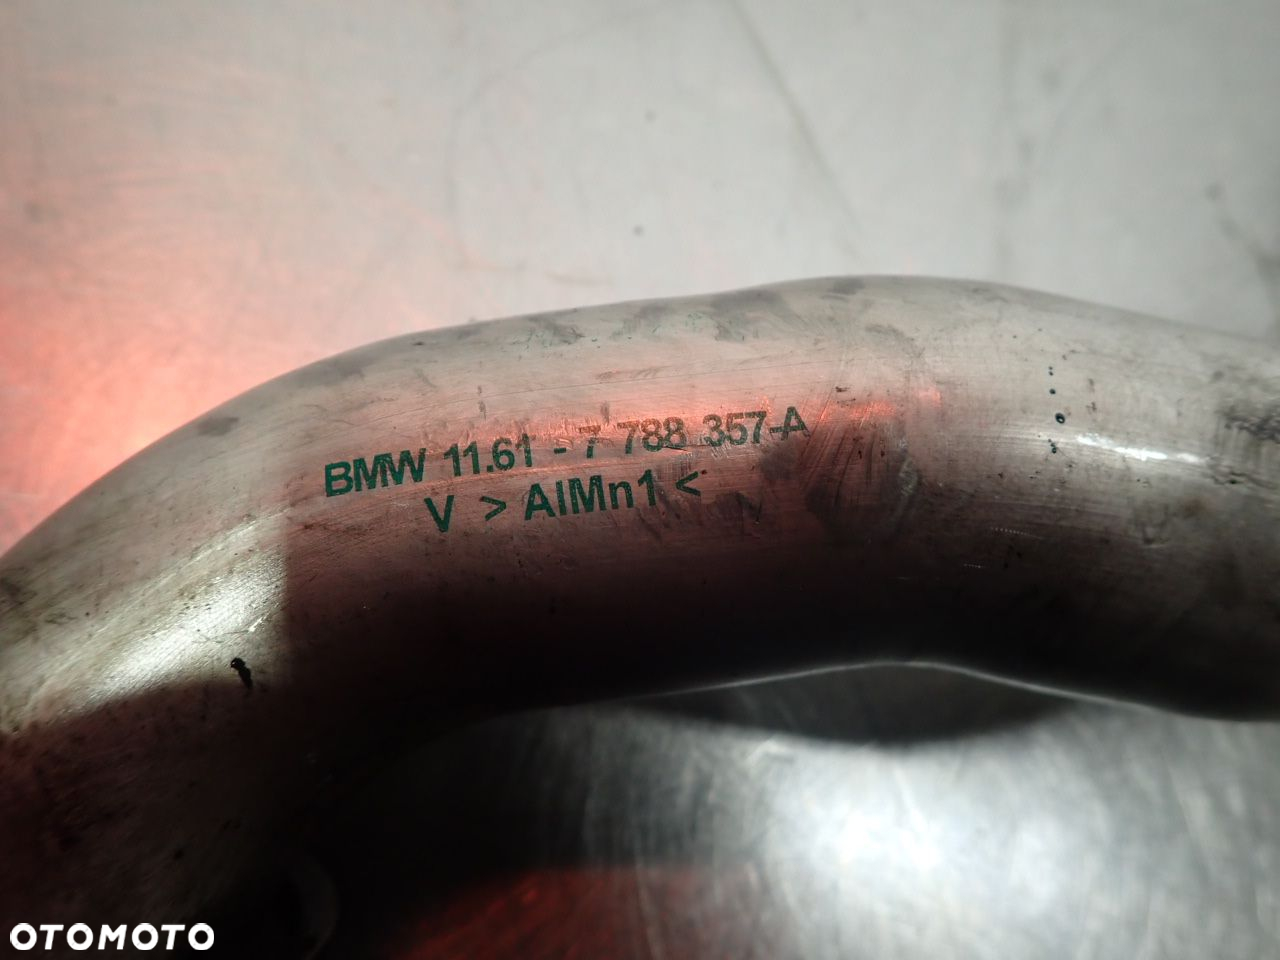 BMW 11.61 - 7 788 357-A
V > AlMn1 <
OTOMOTO